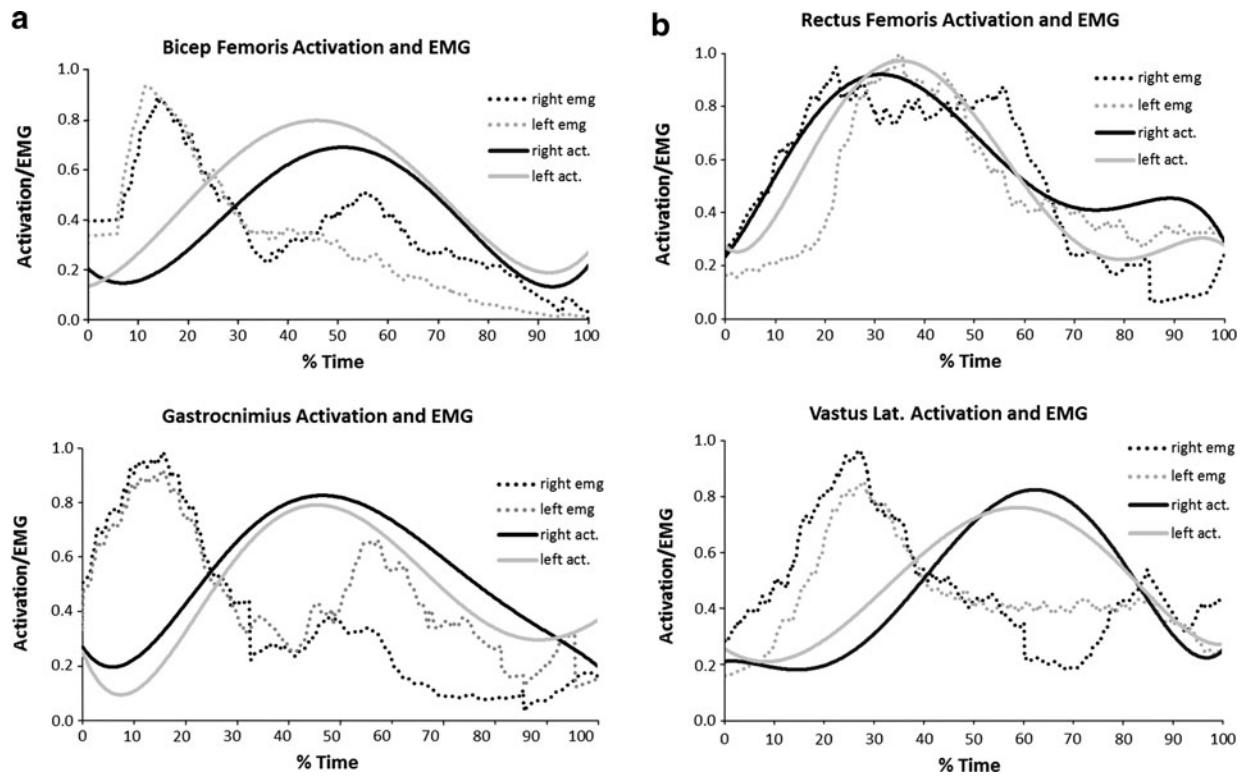 a
Bicep Femoris Activation and EMG
Activation/EMG
1.0
0.8
0.6
0.4
0.2
0.0
0 10 20 30 40 50 60 70 80 90 100
% Time
right emg
left emg
right act.
left act.
b
Rectus Femoris Activation and EMG
Activation/EMG
1.0
0.8
0.6
0.4
0.2
0.0
0 10 20 30 40 50 60 70 80 90 100
% Time
right emg
left emg
right act.
left act.
Gastrocnimius Activation and EMG
Activation/EMG
1.0
0.8
0.6
0.4
0.2
0.0
0 10 20 30 40 50 60 70 80 90 100
% Time
right emg
left emg
right act.
left act.
Vastus Lat. Activation and EMG
Activation/EMG
1.0
0.8
0.6
0.4
0.2
0.0
0 10 20 30 40 50 60 70 80 90 100
% Time
right emg
left emg
right act.
left act.